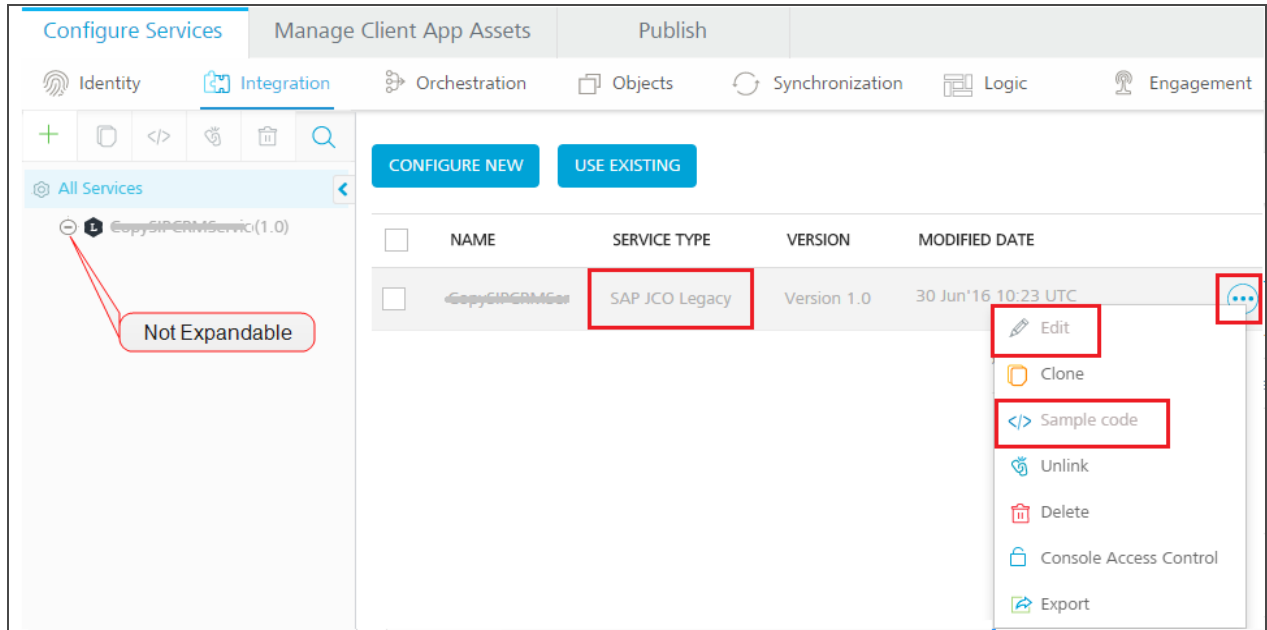 Configure Services Manage Client App Assets Publish
Identity Integration Orchestration Objects Synchronization Logic Engagement
CONFIGURE NEW USE EXISTING
All Services
L CopySIPCRMServic(1.0)
NAME SERVICE TYPE VERSION MODIFIED DATE
CopySIPCRMSer SAP JCO Legacy Version 1.0 30 Jun'16 10:23 UTC
Not Expandable
Edit
Clone
</> Sample code
Unlink
Delete
Console Access Control
Export